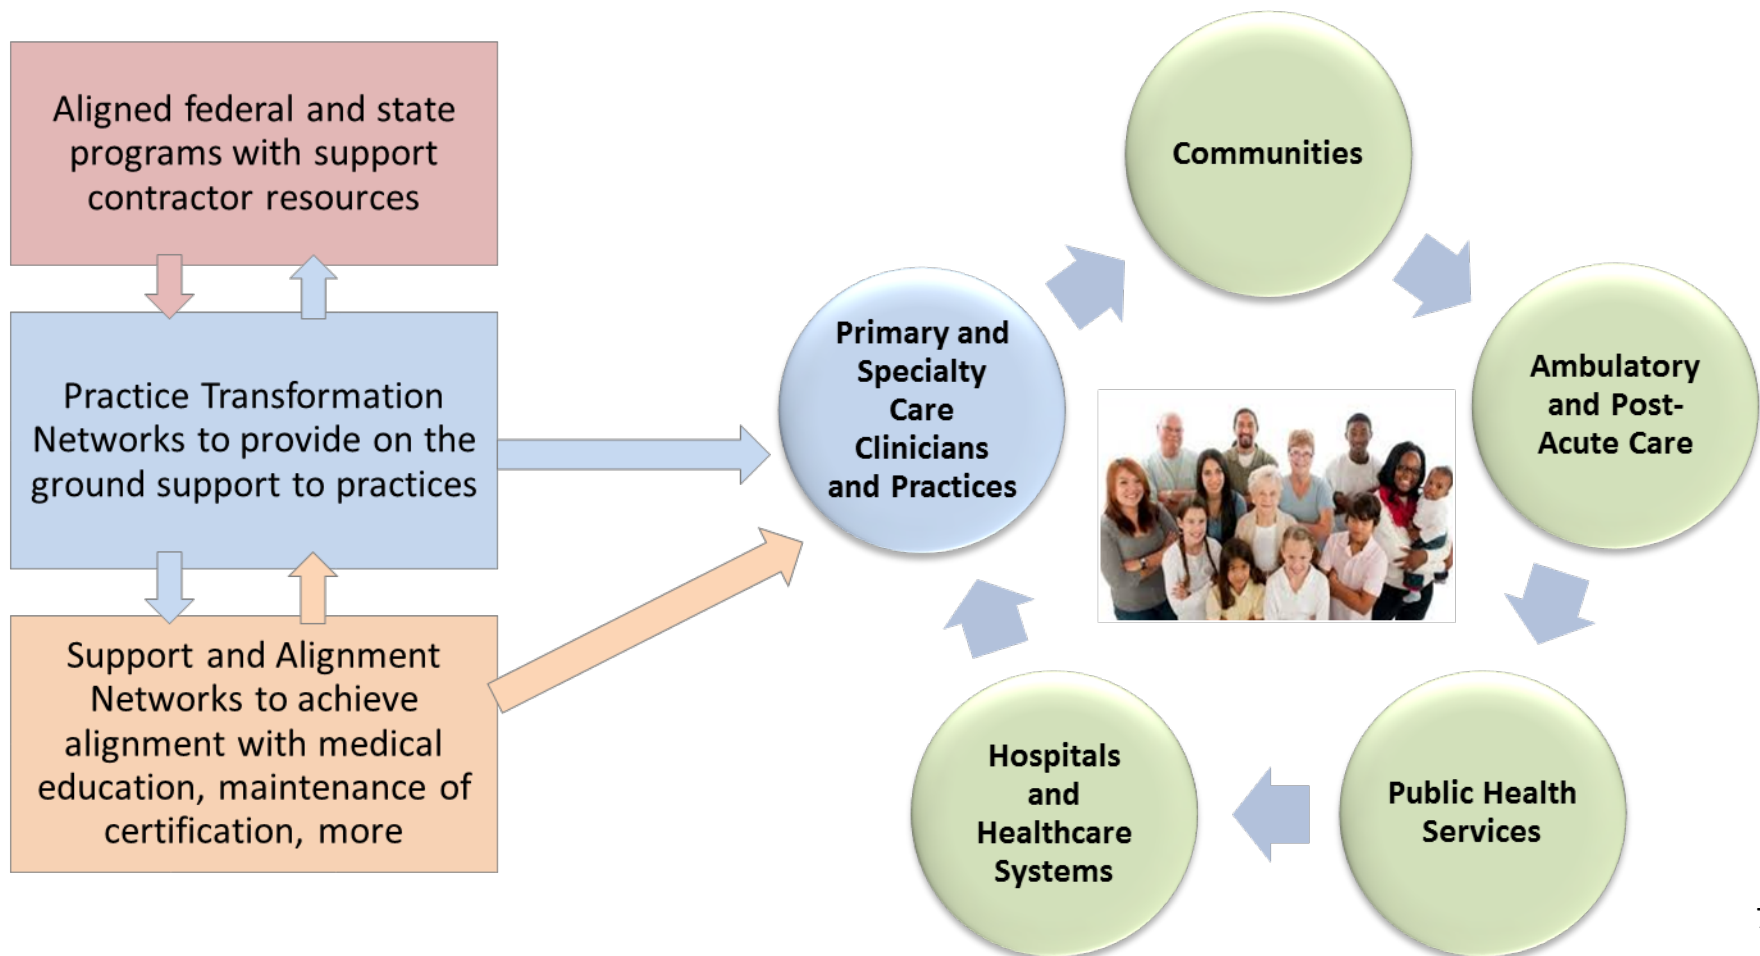 Aligned federal and state
programs with support
contractor resources
Practice Transformation
Networks to provide on the
ground support to practices
Support and Alignment
Networks to achieve
alignment with medical
education, maintenance of
certification, more
Primary and
Specialty
Care
Clinicians
and Practices
Communities
Ambulatory
and Post-
Acute Care
Public Health
Services
Hospitals
and
Healthcare
Systems